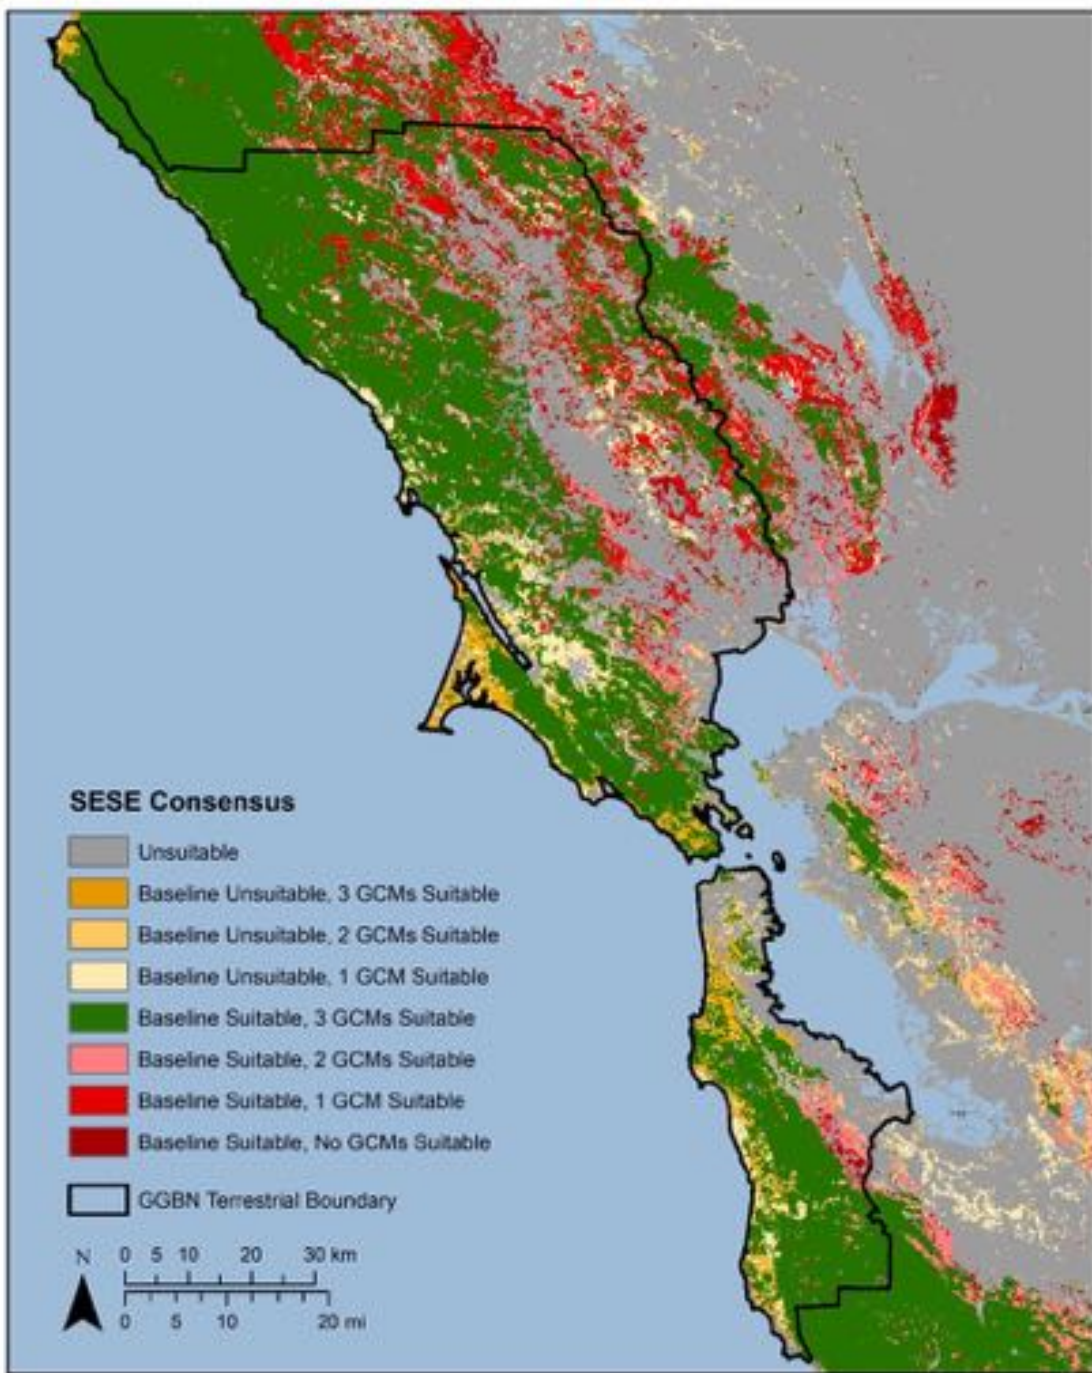 SESE Consensus
Unsuitable
Baseline Unsuitable, 3 GCMs Suitable
Baseline Unsuitable, 2 GCMs Suitable
Baseline Unsuitable, 1 GCM Suitable
Baseline Suitable, 3 GCMs Suitable
Baseline Suitable, 2 GCMs Suitable
Baseline Suitable, 1 GCM Suitable
Baseline Suitable, No GCMs Suitable
GGBN Terrestrial Boundary
N
0 5 10 20 30 km
0 5 10 20 mi